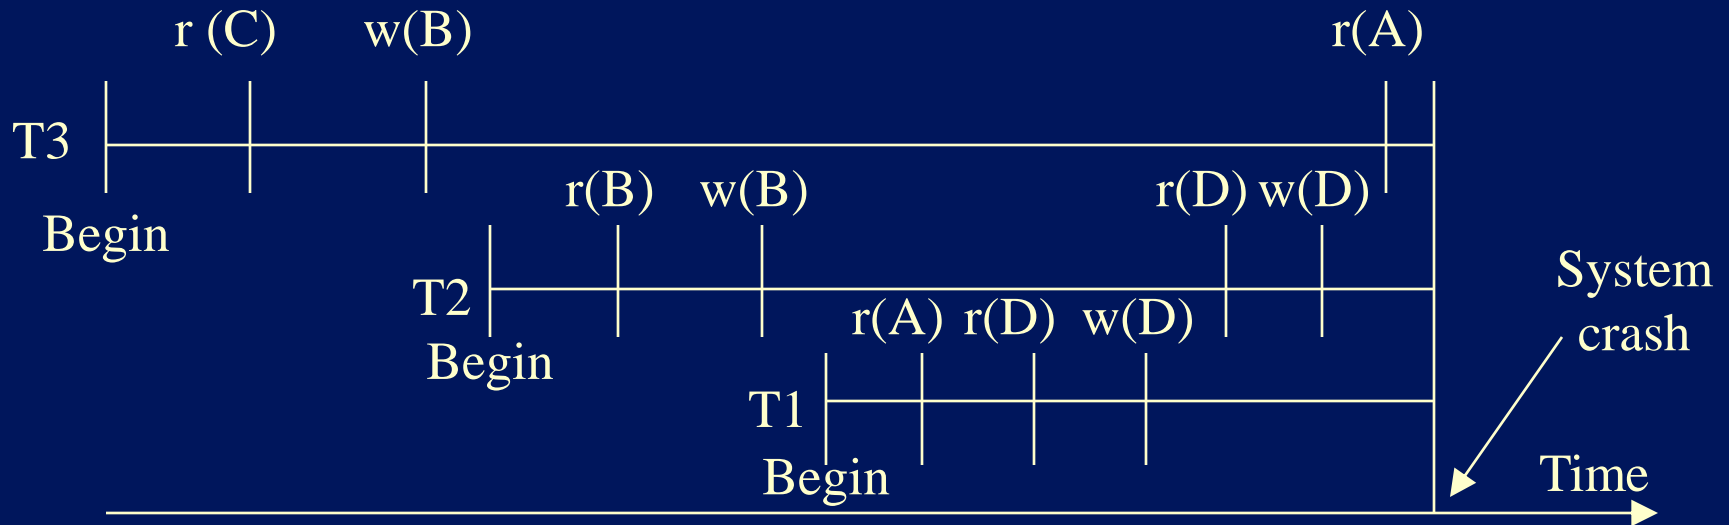 r (C) w(B) r(A)
T3
r(B) w(B) r(D) w(D)
Begin
System
T2
r(A) r(D) w(D)
crash
Begin
T1
Begin
Time